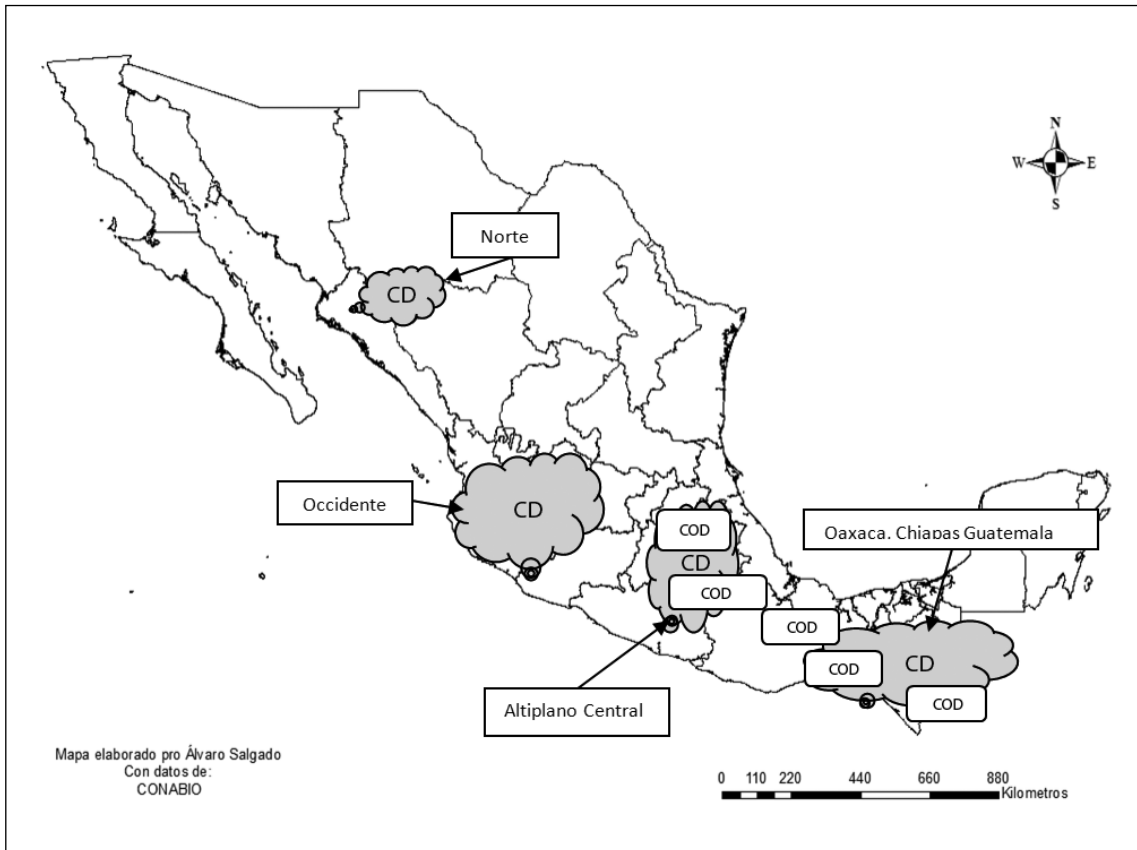 N
W E
S
Norte
CD
Occidente
CD
COD
Oaxaca, Chiapas Guatemala
CD
COD
COD
COD
CD
COD
Altiplano Central
Mapa elaborado pro Álvaro Salgado
Con datos de:
CONABIO
0 110 220 440 660 880
Kilometros